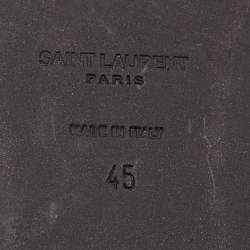 SAINT LAURENT
PARIS
MADE IN ITALY
45